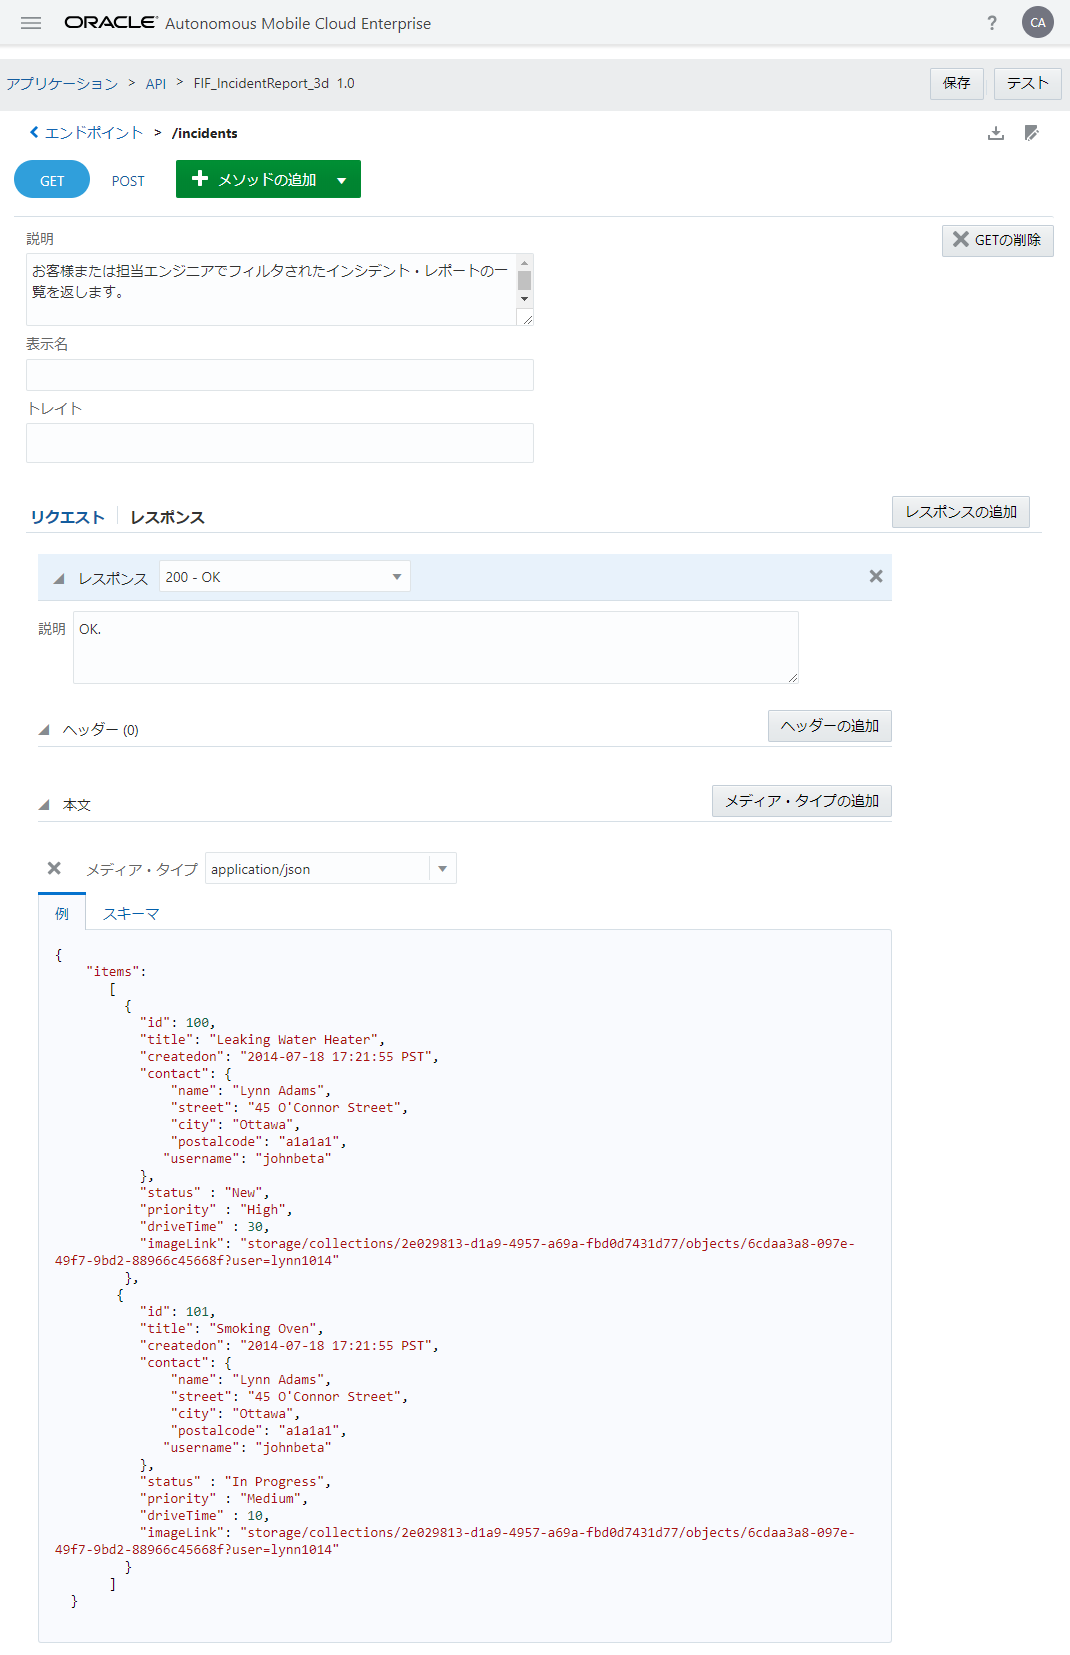 ORACLE® Autonomous Mobile Cloud Enterprise ? CA
アプリケーション > API > FIF_IncidentReport_3d 1.0 保存 テスト
エンドポイント > /incidents
GET POST メソッドの追加
説明 GETの削除
お客様または担当エンジニアでフィルタされたインシデント・レポートの一
覧を返します。
表示名
トレイト
リクエスト レスポンス レスポンスの追加
レスポンス 200 - OK
説明 OK.
ヘッダー (0) ヘッダーの追加
本文 メディア・タイプの追加
メディア・タイプ application/json
例 スキーマ
{
"items":
[
{
"id": 100,
"title": "Leaking Water Heater",
"createdon": "2014-07-18 17:21:55 PST",
"contact": {
"name": "Lynn Adams",
"street": "45 O'Connor Street",
"city": "Ottawa",
"postalcode": "a1a1a1",
"username": "johnbeta"
},
"status" : "New",
"priority" : "High",
"driveTime" : 30,
"imageLink": "storage/collections/2e029813-d1a9-4957-a69a-fbd0d7431d77/objects/6cdaa3a8-097e-
49f7-9bd2-88966c45668f?user=lynn1014"
},
{
"id": 101,
"title": "Smoking Oven",
"createdon": "2014-07-18 17:21:55 PST",
"contact": {
"name": "Lynn Adams",
"street": "45 O'Connor Street",
"city": "Ottawa",
"postalcode": "a1a1a1",
"username": "johnbeta"
},
"status" : "In Progress",
"priority" : "Medium",
"driveTime" : 10,
"imageLink": "storage/collections/2e029813-d1a9-4957-a69a-fbd0d7431d77/objects/6cdaa3a8-097e-
49f7-9bd2-88966c45668f?user=lynn1014"
}
]
}